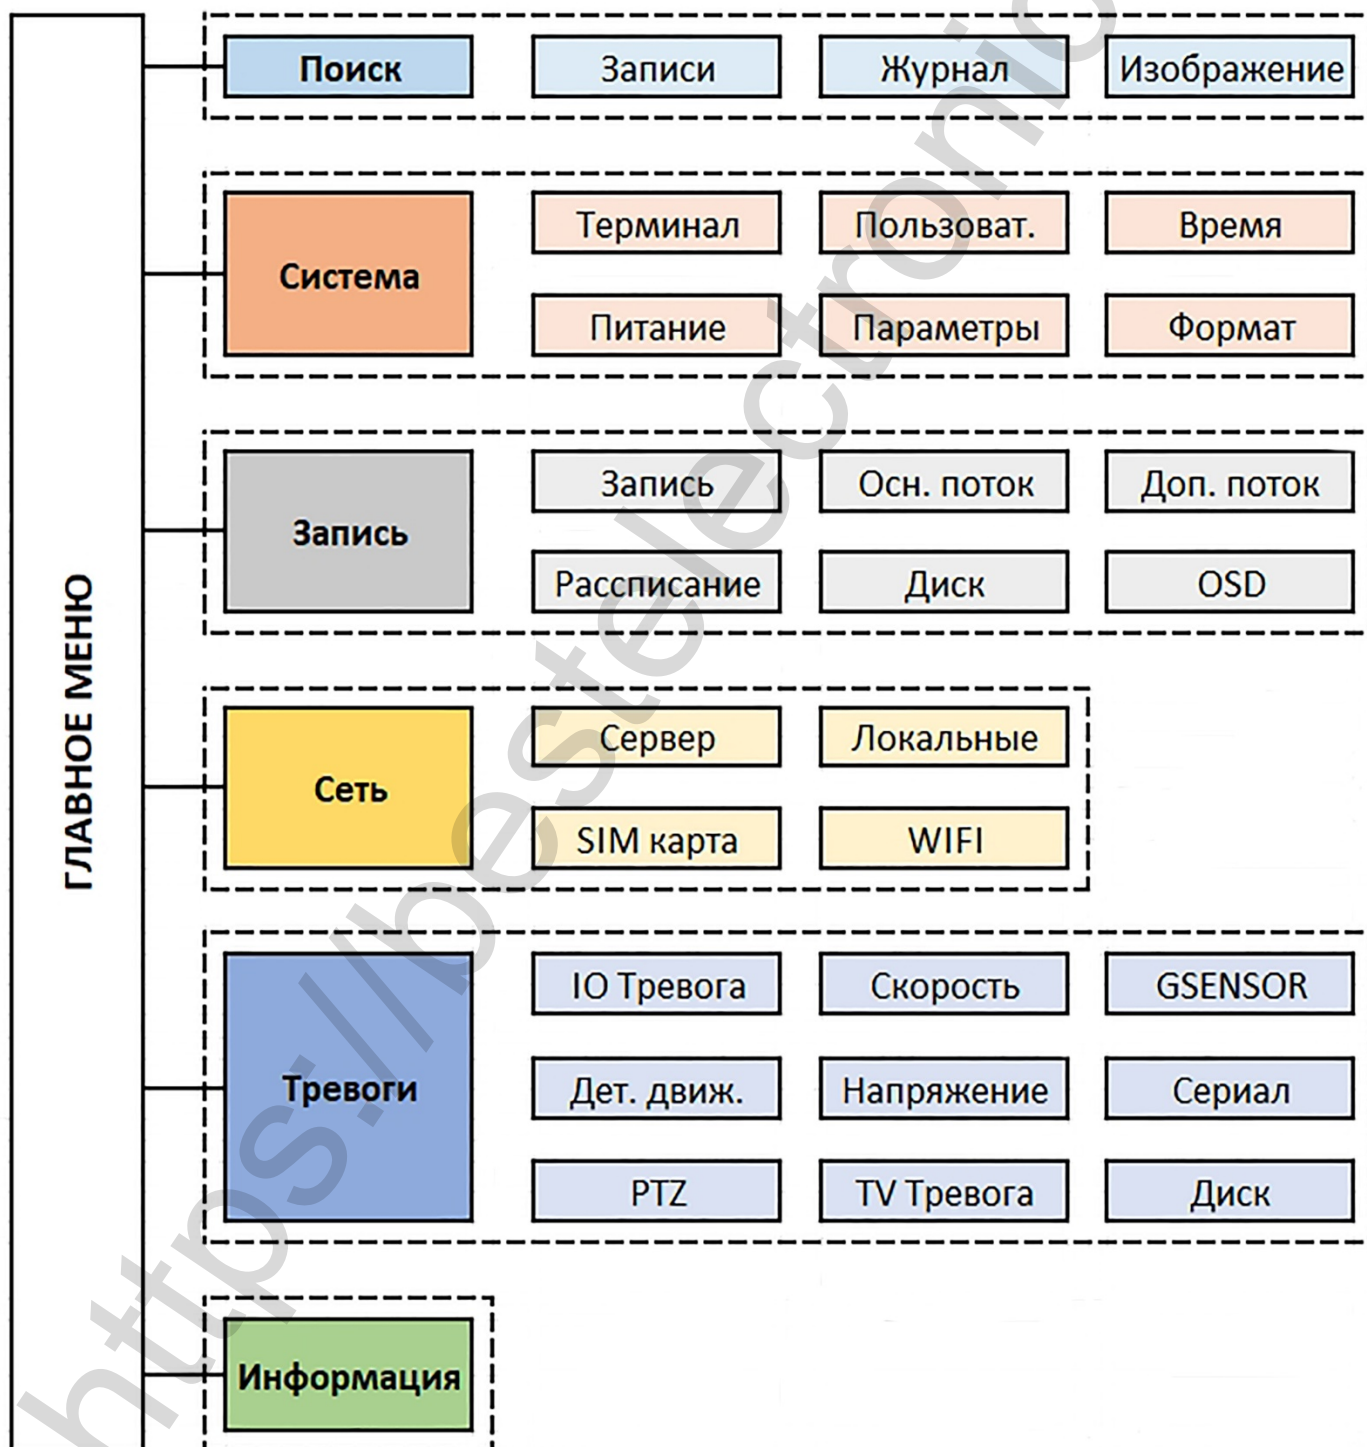 ГЛАВНОЕ МЕНЮ
Поиск
Записи
Журнал
Изображение
Система
Терминал
Пользоват.
Время
Питание
Параметры
Формат
Запись
Запись
Осн. поток
Доп. поток
Рассписание
Диск
OSD
Сеть
Сервер
Локальные
SIM карта
WIFI
Тревоги
IO Тревога
Скорость
GSENSOR
Дет. движ.
Напряжение
Сериал
PTZ
TV Тревога
Диск
Информация
https://bestelectronic